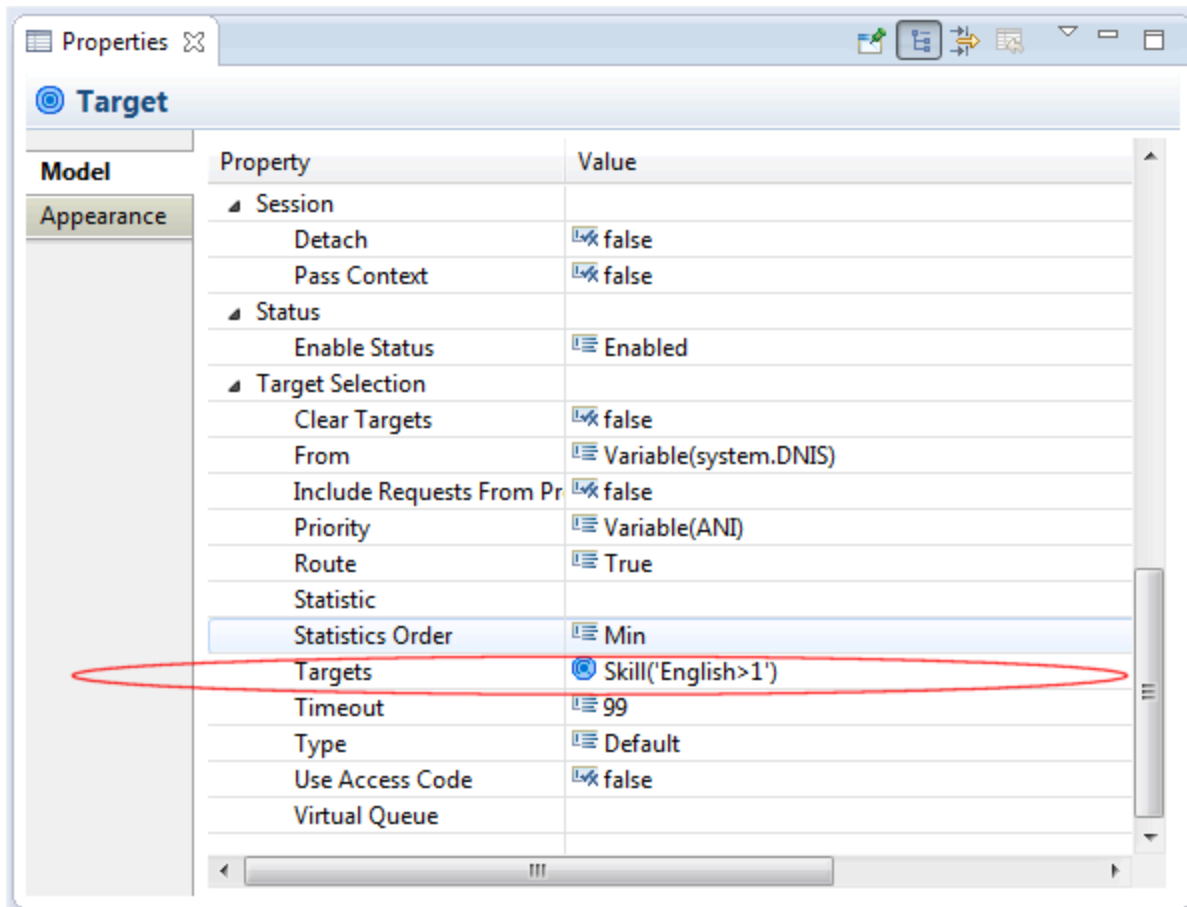 Properties
Target
Model
Appearance
Property Value
Session
Detach false
Pass Context false
Status
Enable Status Enabled
Target Selection
Clear Targets false
From Variable(system.DNIS)
Include Requests From Pr false
Priority Variable(ANI)
Route True
Statistic
Statistics Order Min
Targets Skill('English>1')
Timeout 99
Type Default
Use Access Code false
Virtual Queue